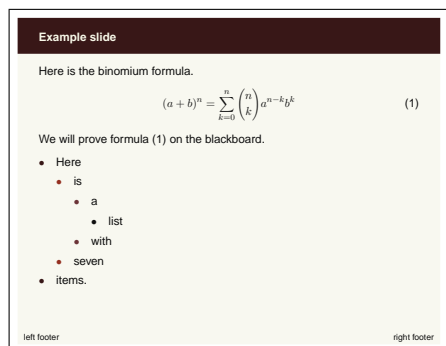 Example slide
Here is the binomium formula.
(a + b)^n = \sum_{k=0}^{n} \binom{n}{k} a^{n-k} b^k (1)
We will prove formula (1) on the blackboard.
• Here
• is
• a
• list
• with
• seven
• items.
left footer right footer